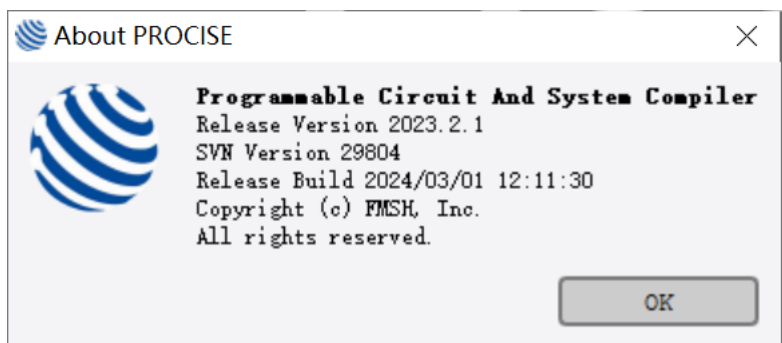 About PROCISE
Programmable Circuit And System Compiler
Release Version 2023.2.1
SVN Version 29804
Release Build 2024/03/01 12:11:30
Copyright (c) FMSH, Inc.
All rights reserved.
OK